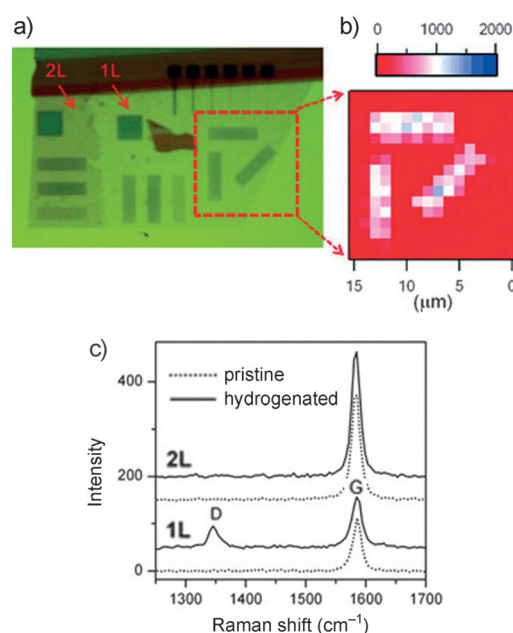 a)
2L
1L
b)
0 1000 2000
15 10 5 0
(μm)
c)
pristine
hydrogenated
400
200
0
2L
1L
D
G
Intensity
1300 1400 1500 1600 1700
Raman shift (cm–1)